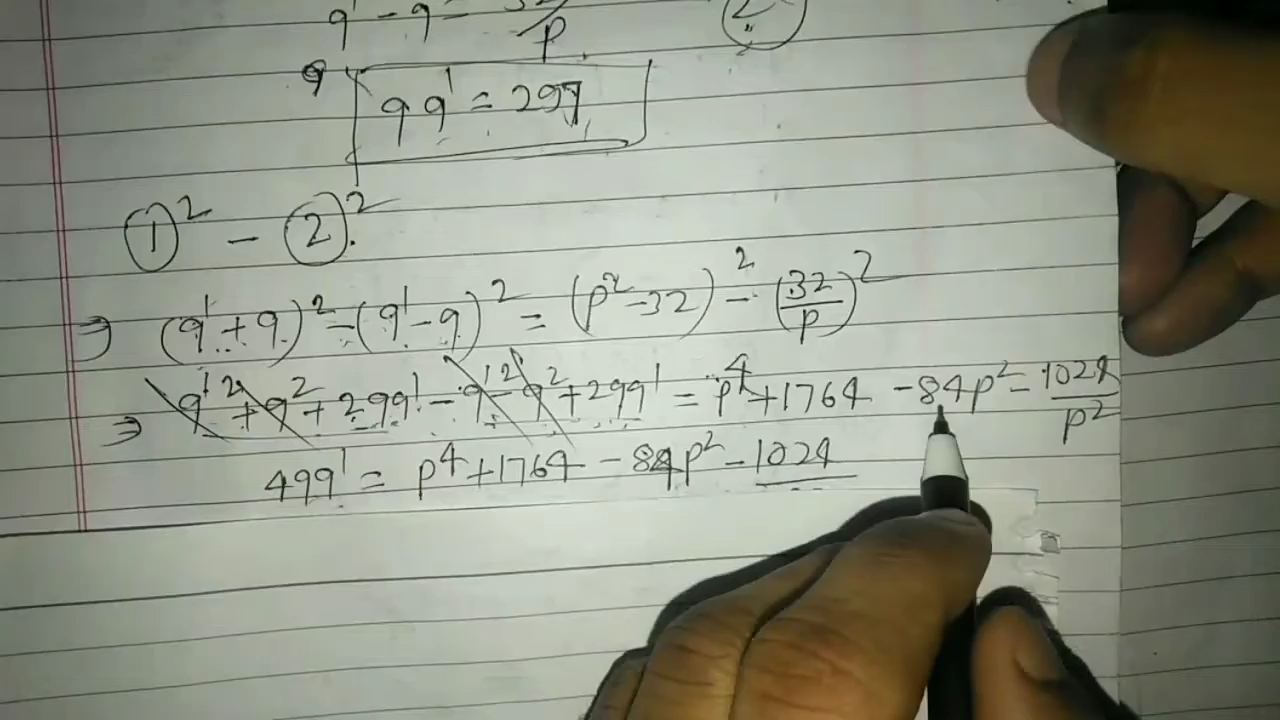 q' - q = 32/p (2)
q qq' = 297
(1)² - (2)².
⇒ (q' + q)² - (q' - q)² = (p² - 32)² - (32/p)²
⇒ q'² + q² + 2qq' - q'² - q² + 2qq' = p⁴ + 1764 - 84p² - 1024/p²
4qq' = p⁴ + 1764 - 84p² - 1024